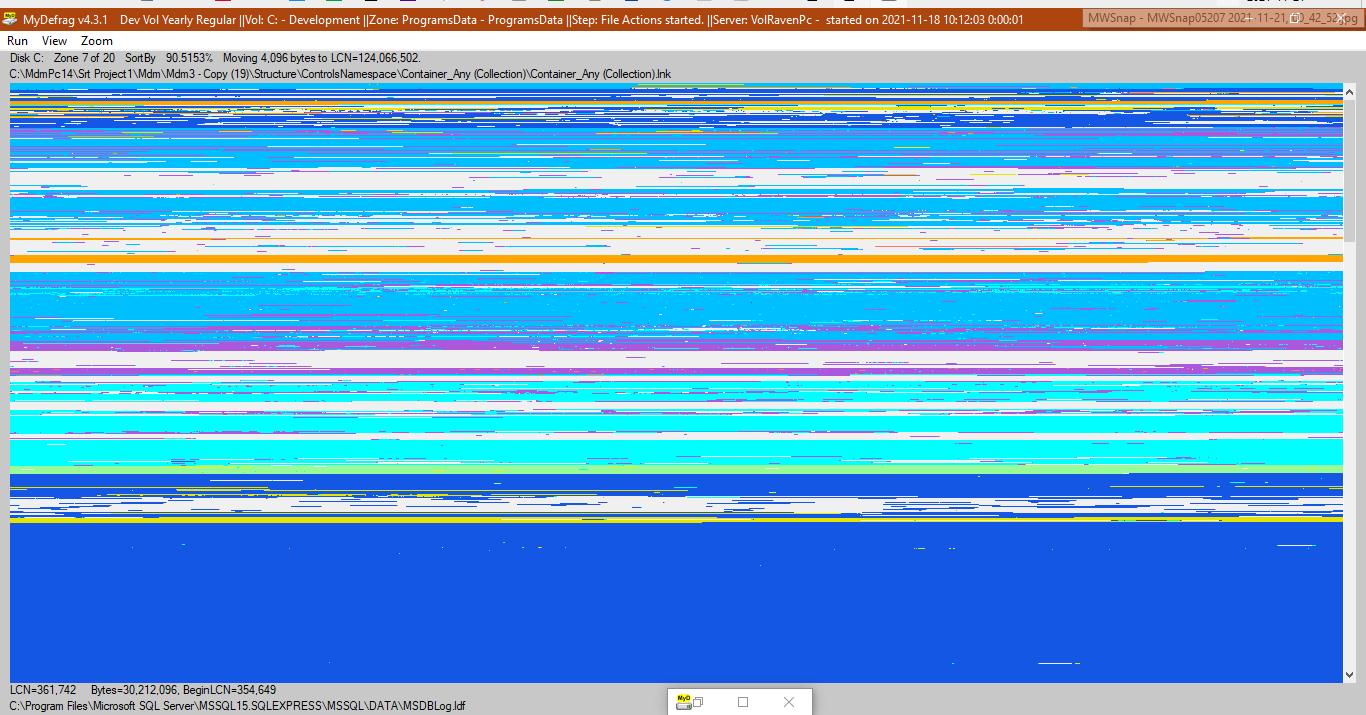 MyDefrag v4.3.1 Dev Vol Yearly Regular ||Vol: C: - Development ||Zone: ProgramsData - ProgramsData ||Step: File Actions started. ||Server: VolRavenPc - started on 2021-11-18 10:12:03 0:00:01
MWSnap - MWSnap05207 2021-11-21, 
Run View Zoom
Disk C: Zone 7 of 20 SortBy 90.5153% Moving 4,096 bytes to LCN=124,066,502.
C:\MdmPc14\Srt Project1\Mdm\Mdm3 - Copy (19)\Structure\ControlsNamespace\Container_Any (Collection)\Container_Any (Collection).lnk
LCN=361,742 Bytes=30,212,096, BeginLCN=354,649
C:\Program Files\Microsoft SQL Server\MSSQL15.SQLEXPRESS\MSSQL\DATA\MSDBLog.ldf
MyD